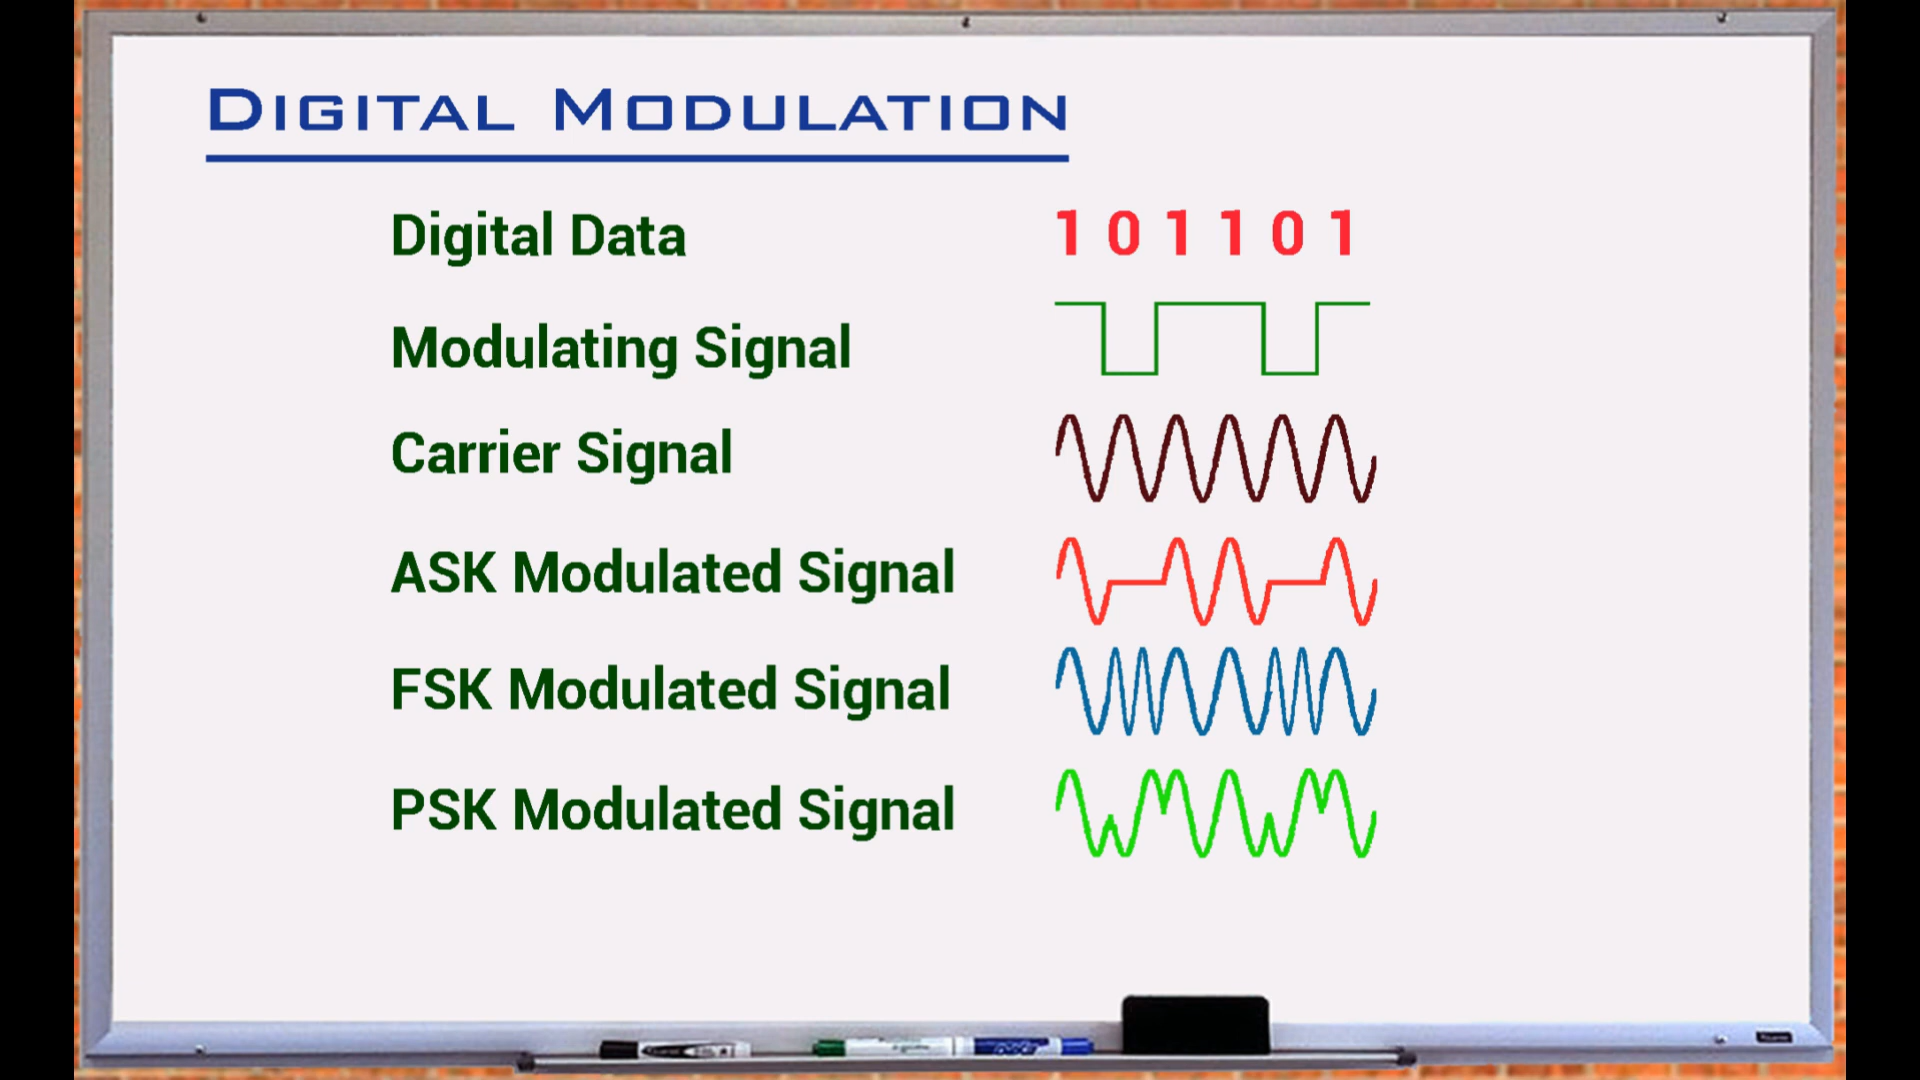 DIGITAL MODULATION
Digital Data 1 0 1 1 0 1
Modulating Signal
Carrier Signal
ASK Modulated Signal
FSK Modulated Signal
PSK Modulated Signal